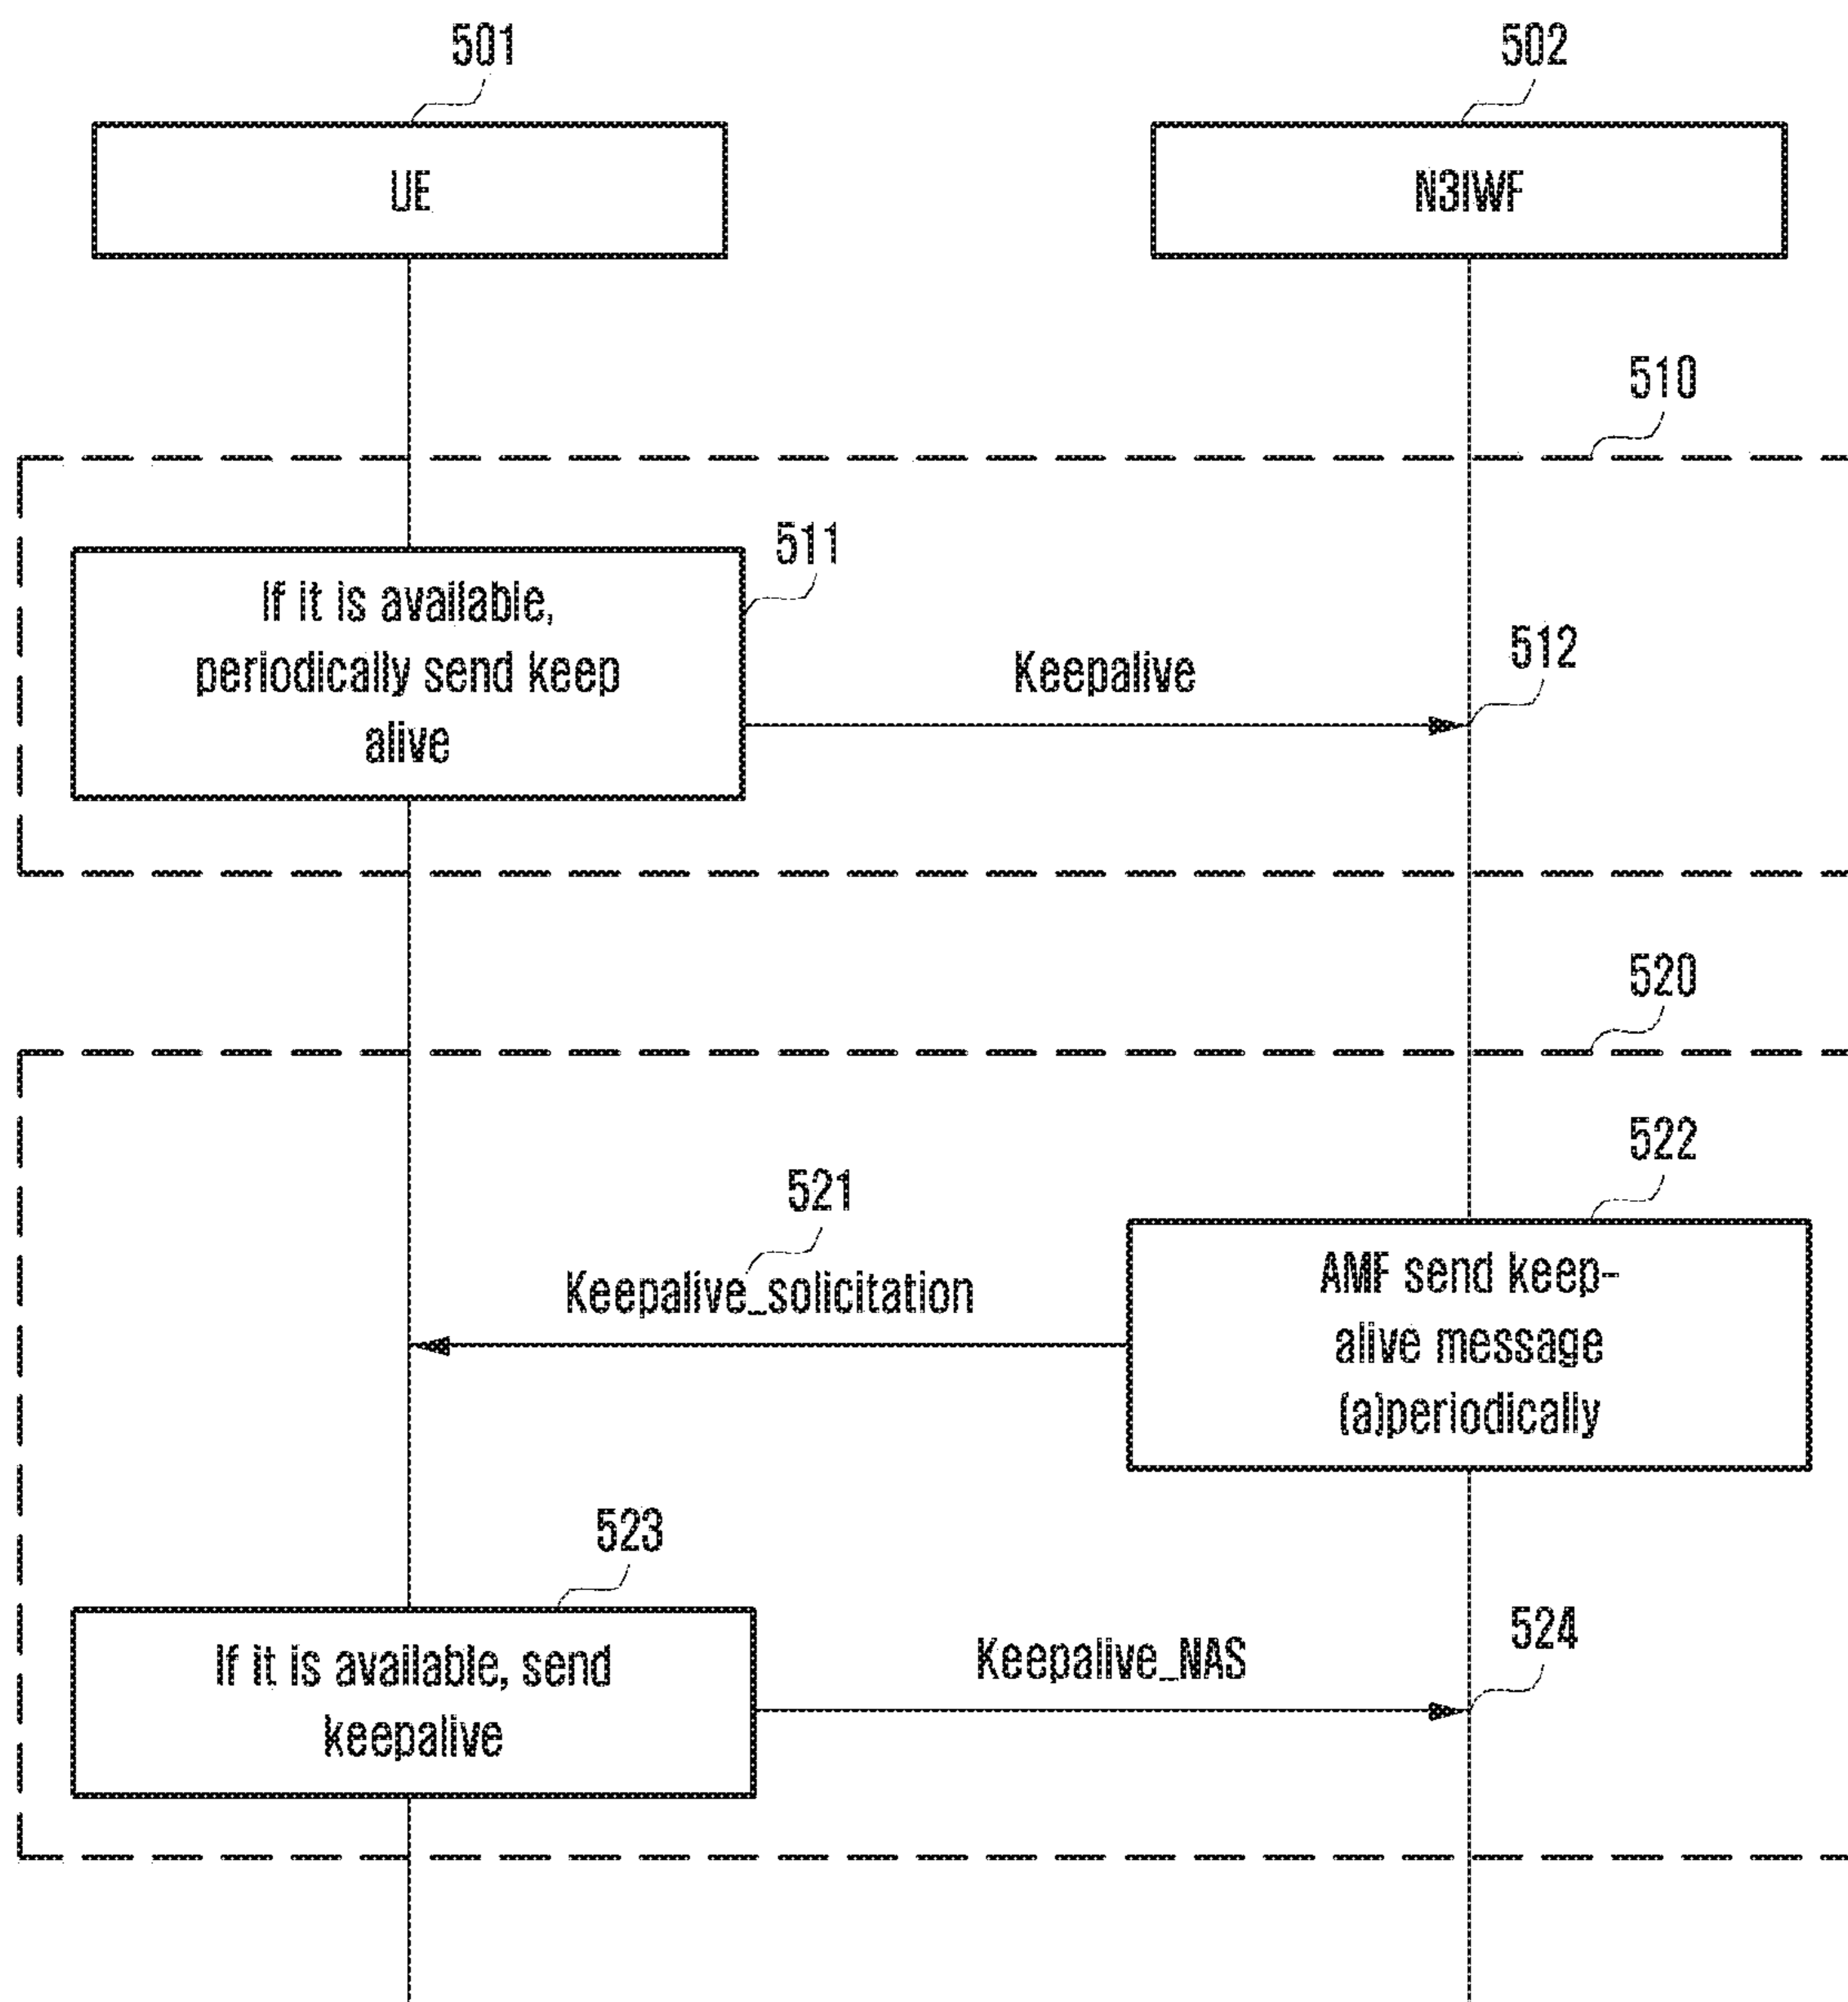 501
502
UE
N3IWF
510
511
If it is available,
periodically send keep
alive
Keepalive
512
520
522
521
Keepalive_solicitation
AMF send keep-
alive message
(a)periodically
523
If it is available, send
keepalive
Keepalive_NAS
524